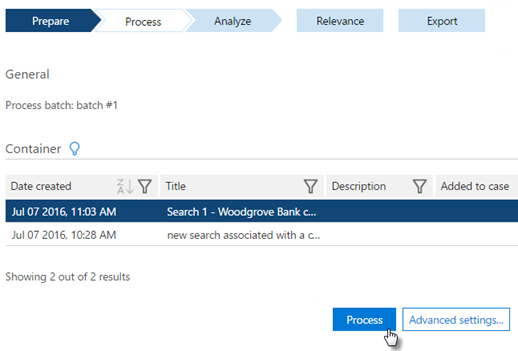 Prepare Process Analyze Relevance Export
General
Process batch: batch #1
Container
Date created Title Description Added to case
Jul 07 2016, 11:03 AM Search 1 - Woodgrove Bank c...
Jul 07 2016, 10:28 AM new search associated with a c...
Showing 2 out of 2 results
Process Advanced settings...